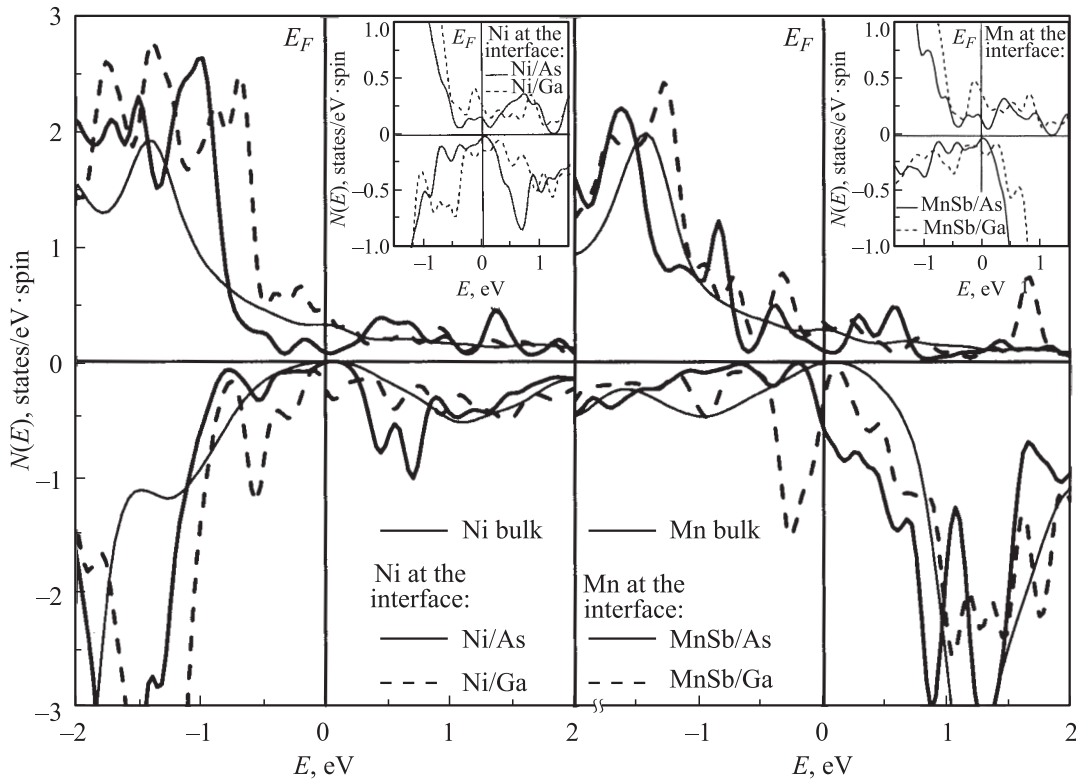 3
2
1
0
−1
−2
−3
N(E), states/eV·spin
−2
−1
0
1
2
E, eV
E_F
Ni bulk
Ni at the
interface:
Ni/As
Ni/Ga
1.0
0.5
0
−0.5
−1.0
N(E), states/eV·spin
E_F
Ni at the
interface:
Ni/As
Ni/Ga
−1
0
1
E, eV
E_F
Mn bulk
Mn at the
interface:
MnSb/As
MnSb/Ga
−1
0
1
2
E, eV
1.0
0.5
0
−0.5
−1.0
N(E), states/eV·spin
E_F
Mn at the
interface:
MnSb/As
MnSb/Ga
−1
0
1
E, eV